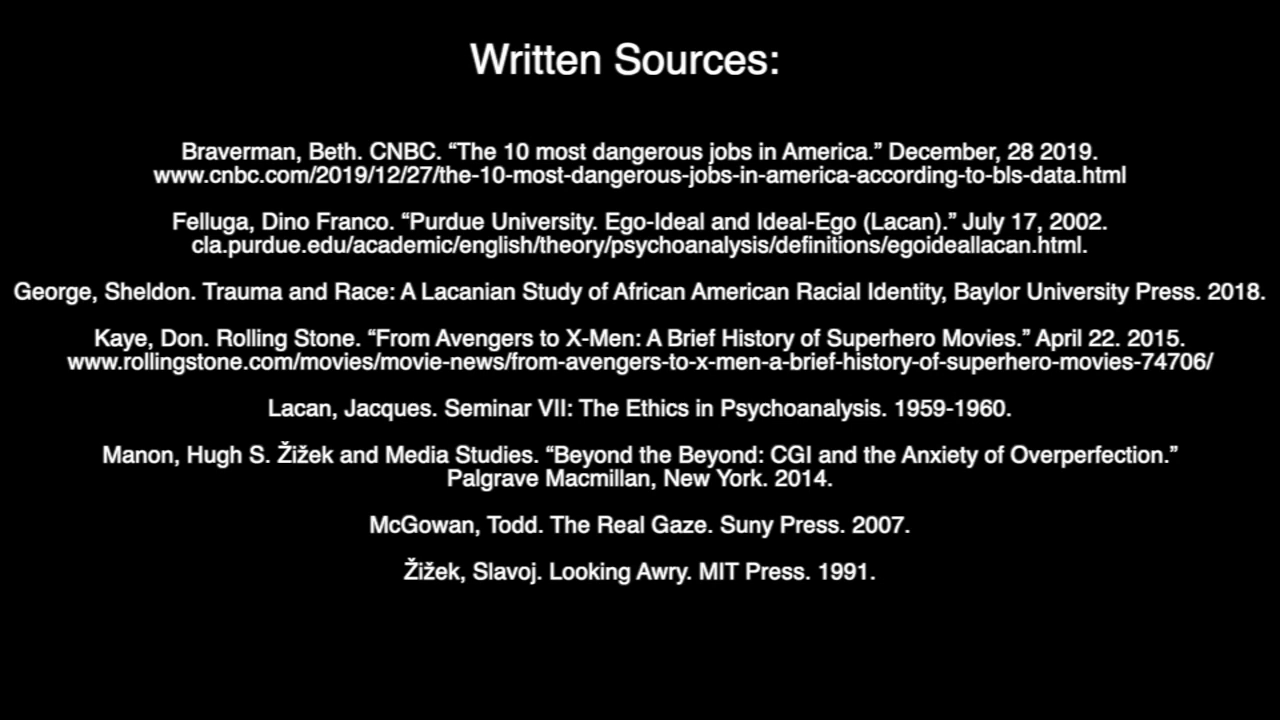 Written Sources:
Braverman, Beth. CNBC. “The 10 most dangerous jobs in America.” December, 28 2019.
www.cnbc.com/2019/12/27/the-10-most-dangerous-jobs-in-america-according-to-bls-data.html
Felluga, Dino Franco. “Purdue University. Ego-Ideal and Ideal-Ego (Lacan).” July 17, 2002.
cla.purdue.edu/academic/english/theory/psychoanalysis/definitions/egoideallacan.html.
George, Sheldon. Trauma and Race: A Lacanian Study of African American Racial Identity, Baylor University Press. 2018.
Kaye, Don. Rolling Stone. “From Avengers to X-Men: A Brief History of Superhero Movies.” April 22. 2015.
www.rollingstone.com/movies/movie-news/from-avengers-to-x-men-a-brief-history-of-superhero-movies-74706/
Lacan, Jacques. Seminar VII: The Ethics in Psychoanalysis. 1959-1960.
Manon, Hugh S. Žižek and Media Studies. “Beyond the Beyond: CGI and the Anxiety of Overperfection.”
Palgrave Macmillan, New York. 2014.
McGowan, Todd. The Real Gaze. Suny Press. 2007.
Žižek, Slavoj. Looking Awry. MIT Press. 1991.